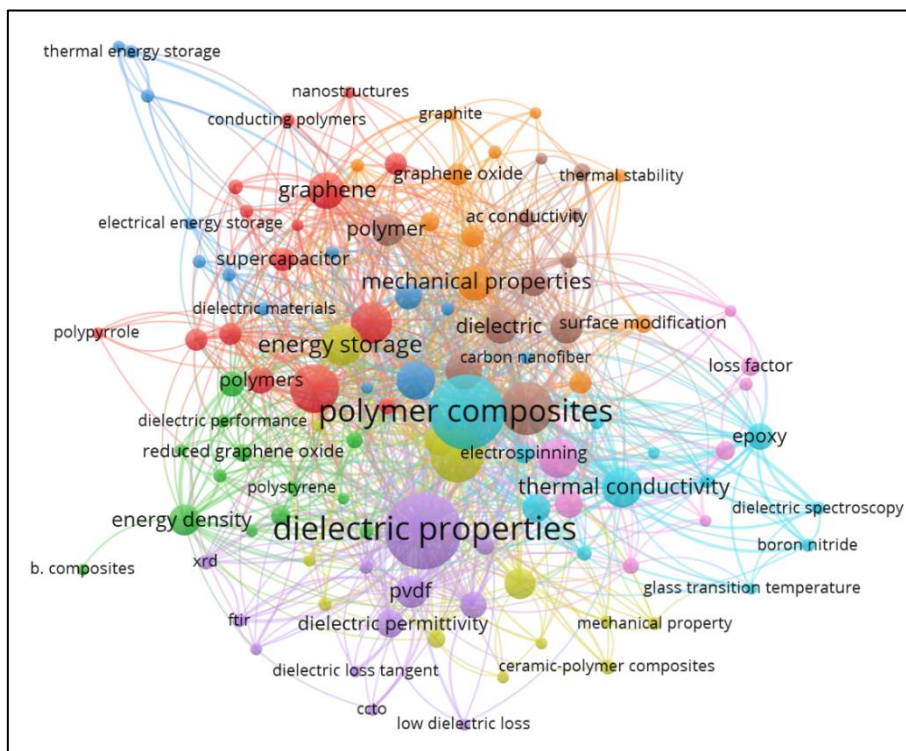 thermal energy storage
nanostructures
conducting polymers
graphite
graphene oxide
thermal stability
graphene
electrical energy storage
polymer
ac conductivity
supercapacitor
mechanical properties
dielectric materials
polypyrrole
energy storage
dielectric
surface modification
carbon nanofiber
loss factor
polymers
polymer composites
dielectric performance
epoxy
reduced graphene oxide
electrospinning
polystyrene
thermal conductivity
dielectric spectroscopy
energy density
dielectric properties
boron nitride
b. composites
xrd
pvdf
glass transition temperature
ftir
dielectric permittivity
mechanical property
dielectric loss tangent
ceramic-polymer composites
ccto
low dielectric loss